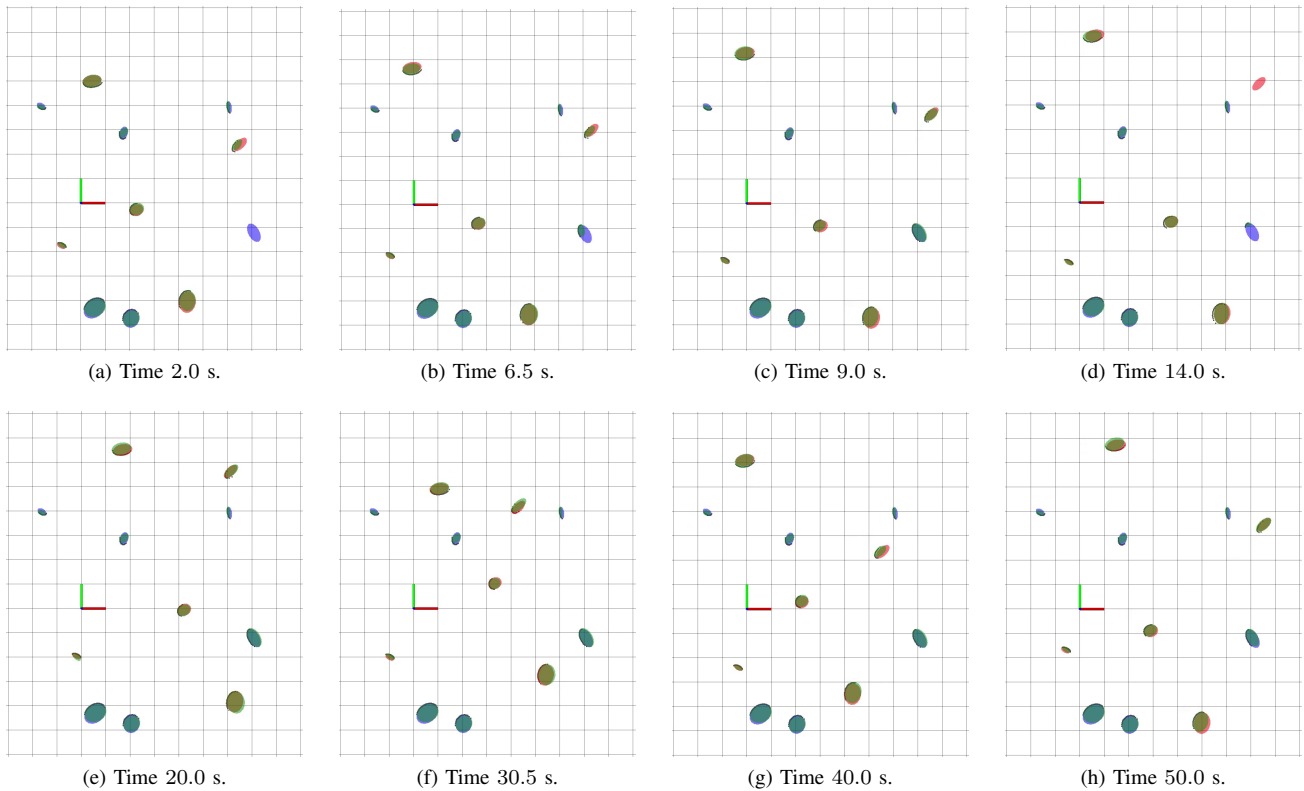 (a) Time 2.0 s.
(b) Time 6.5 s.
(c) Time 9.0 s.
(d) Time 14.0 s.
(e) Time 20.0 s.
(f) Time 30.5 s.
(g) Time 40.0 s.
(h) Time 50.0 s.